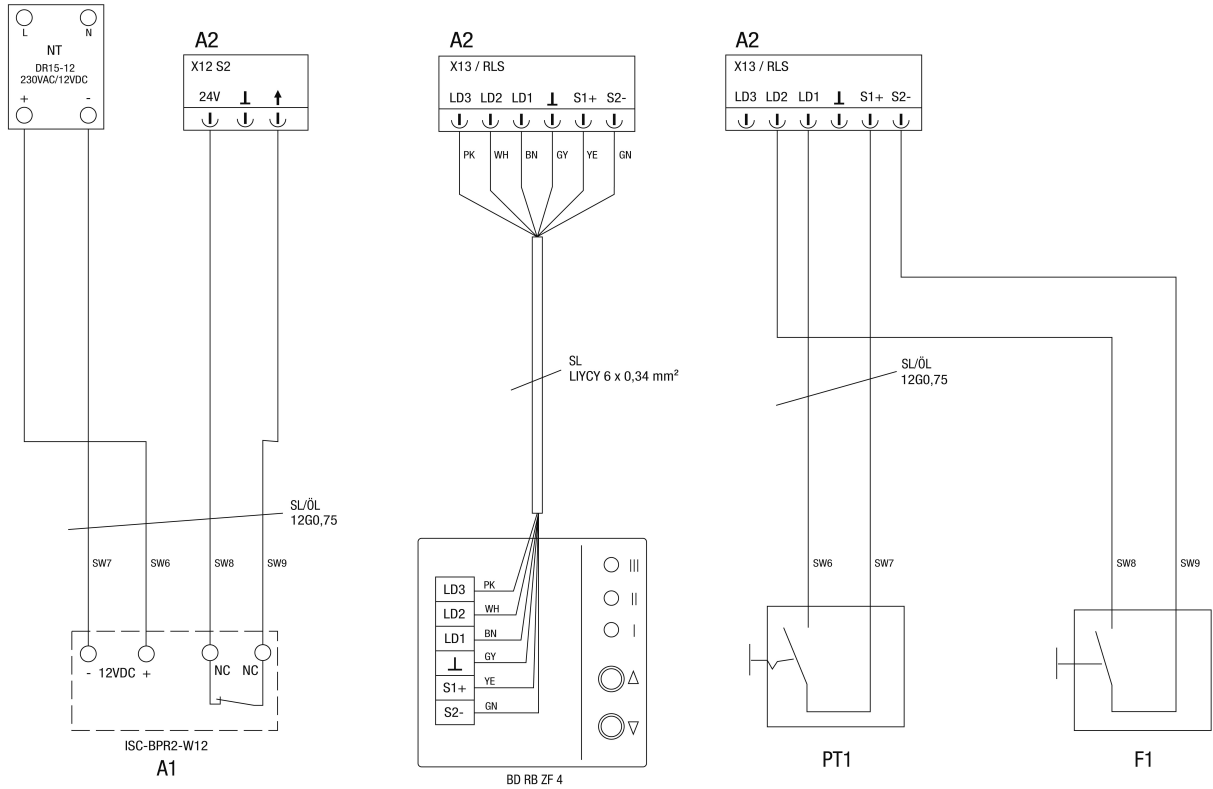 L N
NT
DR15-12
230VAC/12VDC
+ -
A2
X12 S2
24V
SL/ÖL
12G0,75
SW7 SW6 SW8 SW9
- 12VDC + NC NC
ISC-BPR2-W12
A1
A2
X13 / RLS
LD3 LD2 LD1 S1+ S2-
PK WH BN GY YE GN
SL
LIYCY 6 x 0,34 mm²
LD3 PK
LD2 WH
LD1 BN
GY
S1+ YE
S2- GN
III
II
I
BD RB ZF 4
A2
X13 / RLS
LD3 LD2 LD1 S1+ S2-
SL/ÖL
12G0,75
SW6 SW7 SW8 SW9
PT1 F1